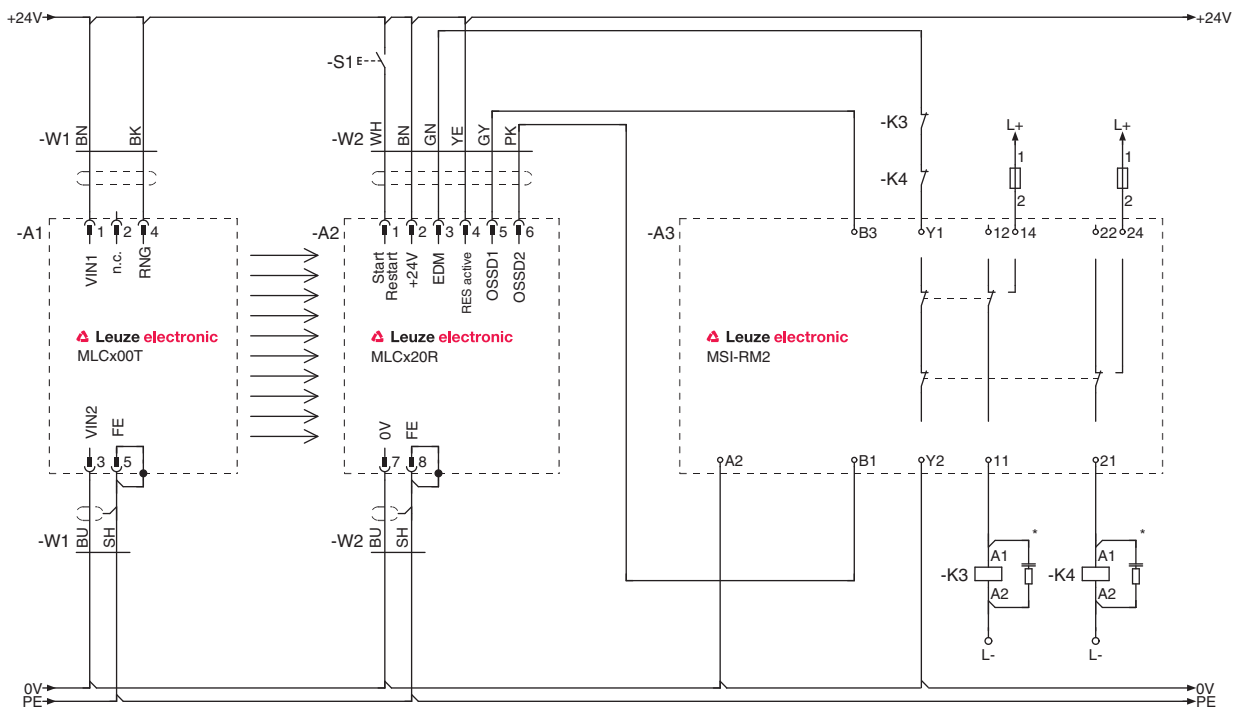 +24V +24V
-S1 E
-K3
L+ L+
-W1 BN BK -W2 WH BN GN YE GY PK
1 1
-K4
2 2
-A1 1 2 4 -A2 1 2 3 4 5 6 -A3 B3 Y1 12 14 22 24
VIN1 n.c. RNG Start Restart +24V EDM RES active OSSD1 OSSD2
Leuze electronic Leuze electronic Leuze electronic
MLCx00T MLCx20R MSI-RM2
VIN2 FE 0V FE
3 5 7 8 A2 B1 Y2 11 21
-W1 BU SH -W2 BU SH
* *
A1 A1
-K3 -K4
A2 A2
L- L-
0V 0V
PE PE